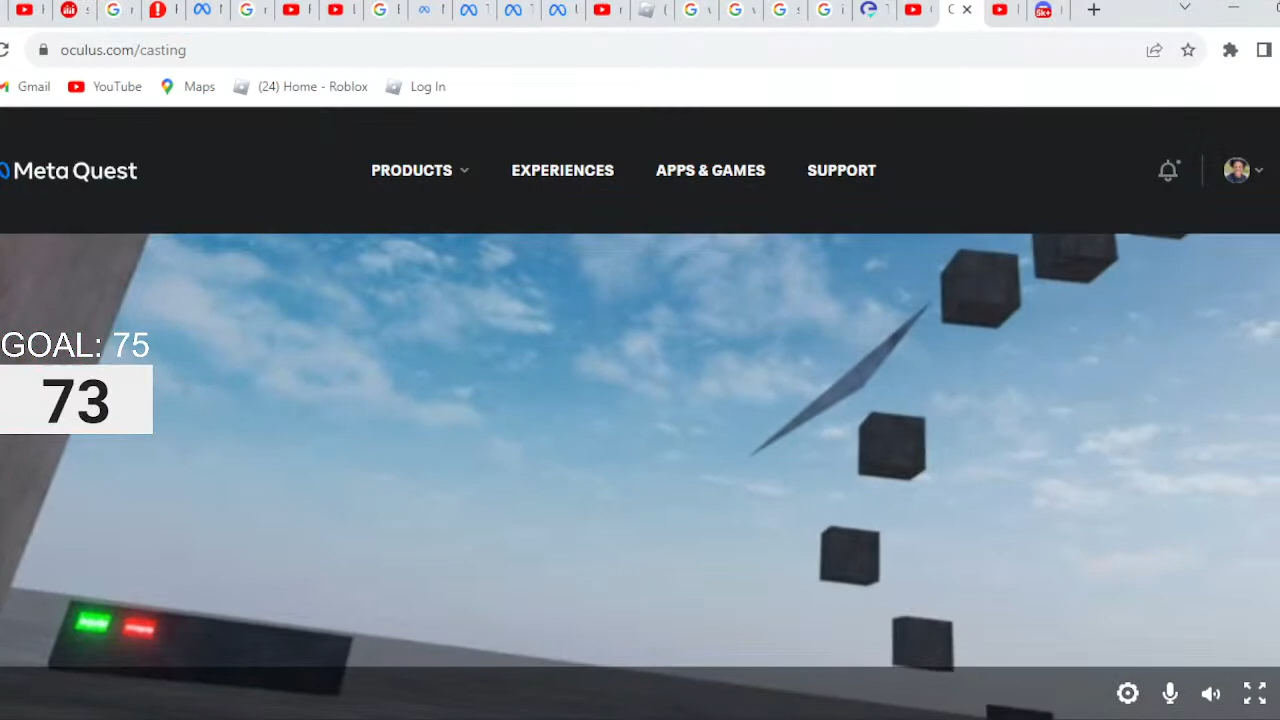 oculus.com/casting
Gmail YouTube Maps (24) Home - Roblox Log In
Meta Quest PRODUCTS EXPERIENCES APPS & GAMES SUPPORT
GOAL: 75
73